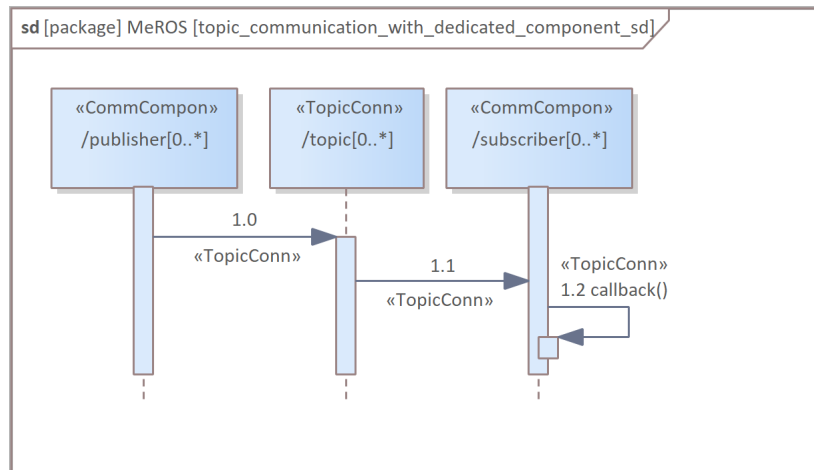 sd [package] MeROS [topic_communication_with_dedicated_component_sd]
«CommCompon»
/publisher[0..*]
«TopicConn»
/topic[0..*]
«CommCompon»
/subscriber[0..*]
1.0
«TopicConn»
1.1
«TopicConn»
«TopicConn»
1.2 callback()